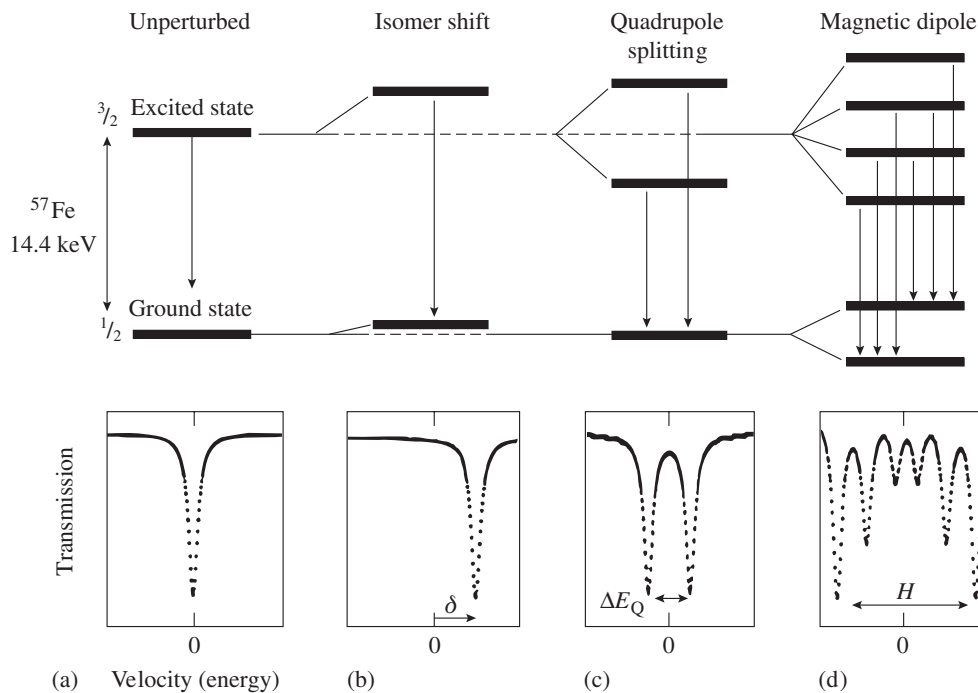 Unperturbed
Isomer shift
Quadrupole
splitting
Magnetic dipole
3/2
Excited state
57Fe
14.4 keV
Ground state
1/2
Transmission
δ
ΔEQ
H
0
0
0
0
(a) Velocity (energy) (b) (c) (d)